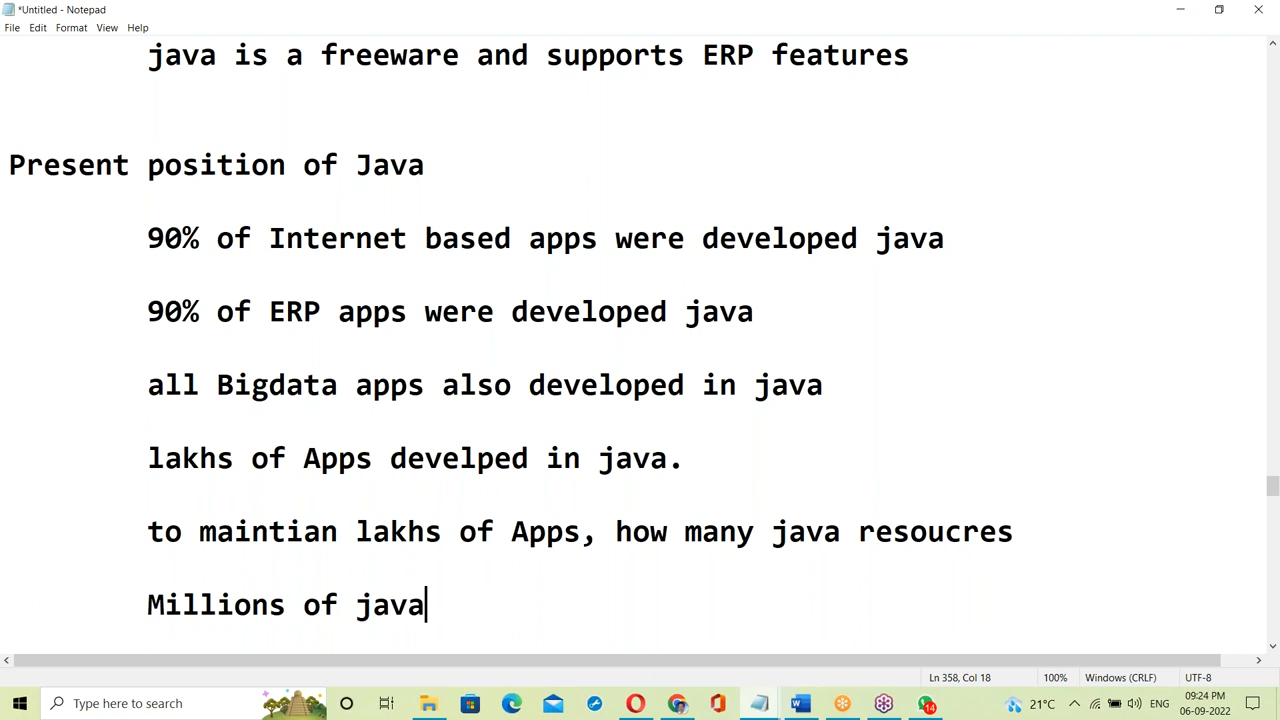 *Untitled - Notepad
File Edit Format View Help
java is a freeware and supports ERP features
Present position of Java
90% of Internet based apps were developed java
90% of ERP apps were developed java
all Bigdata apps also developed in java
lakhs of Apps develped in java.
to maintian lakhs of Apps, how many java resoucres
Millions of java
Ln 358, Col 18 100% Windows (CRLF) UTF-8
Type here to search 14 21°C ENG 09:24 PM
06-09-2022